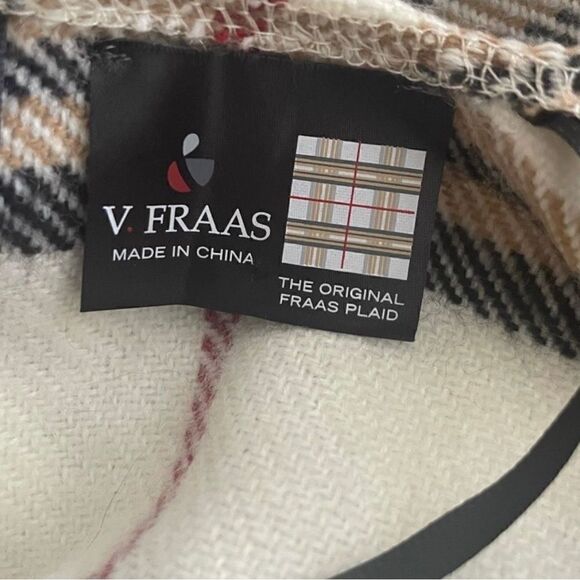 V. FRAAS
MADE IN CHINA
THE ORIGINAL
FRAAS PLAID